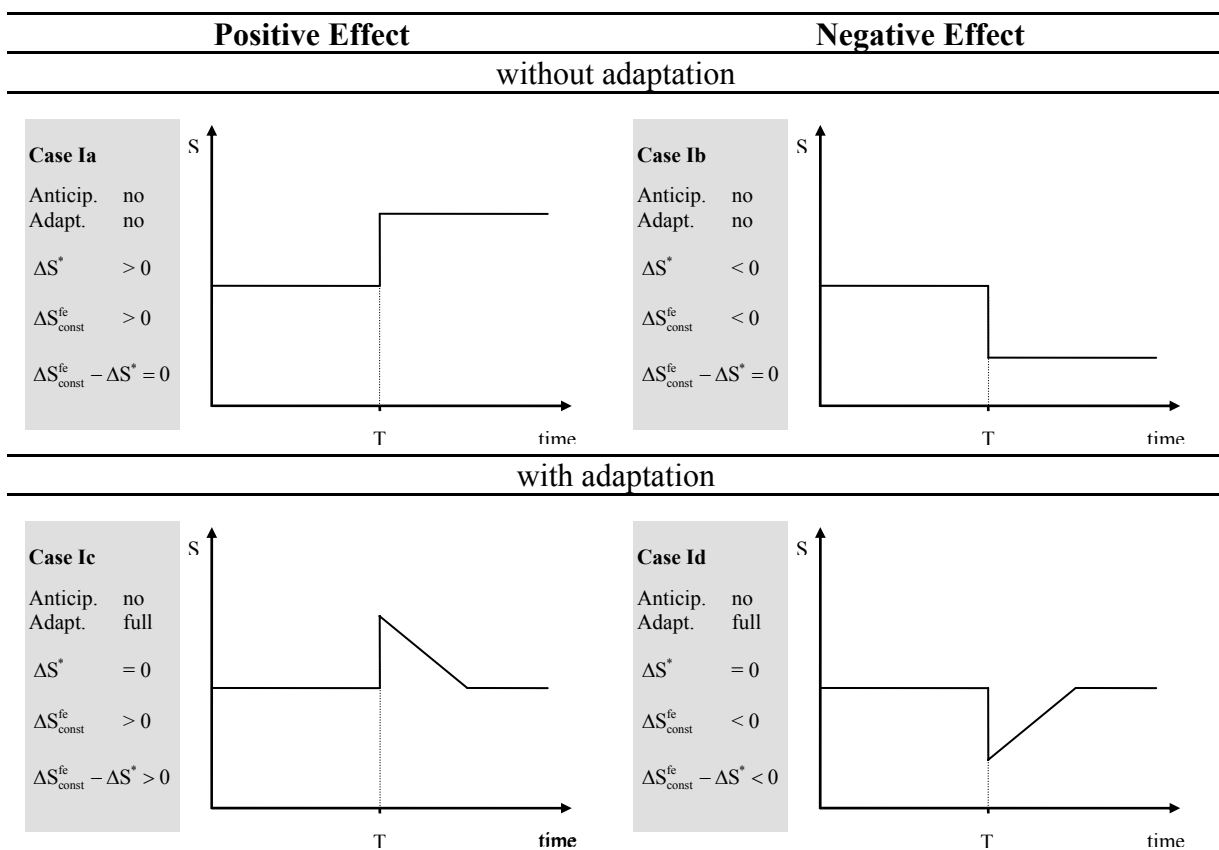 Positive Effect Negative Effect
without adaptation
Case Ia
Anticip. no
Adapt. no
ΔS* > 0
ΔS^fe_const > 0
ΔS^fe_const − ΔS* = 0
S
T
time
Case Ib
Anticip. no
Adapt. no
ΔS* < 0
ΔS^fe_const < 0
ΔS^fe_const − ΔS* = 0
S
T
time
with adaptation
Case Ic
Anticip. no
Adapt. full
ΔS* = 0
ΔS^fe_const > 0
ΔS^fe_const − ΔS* > 0
S
T
time
Case Id
Anticip. no
Adapt. full
ΔS* = 0
ΔS^fe_const < 0
ΔS^fe_const − ΔS* < 0
S
T
time